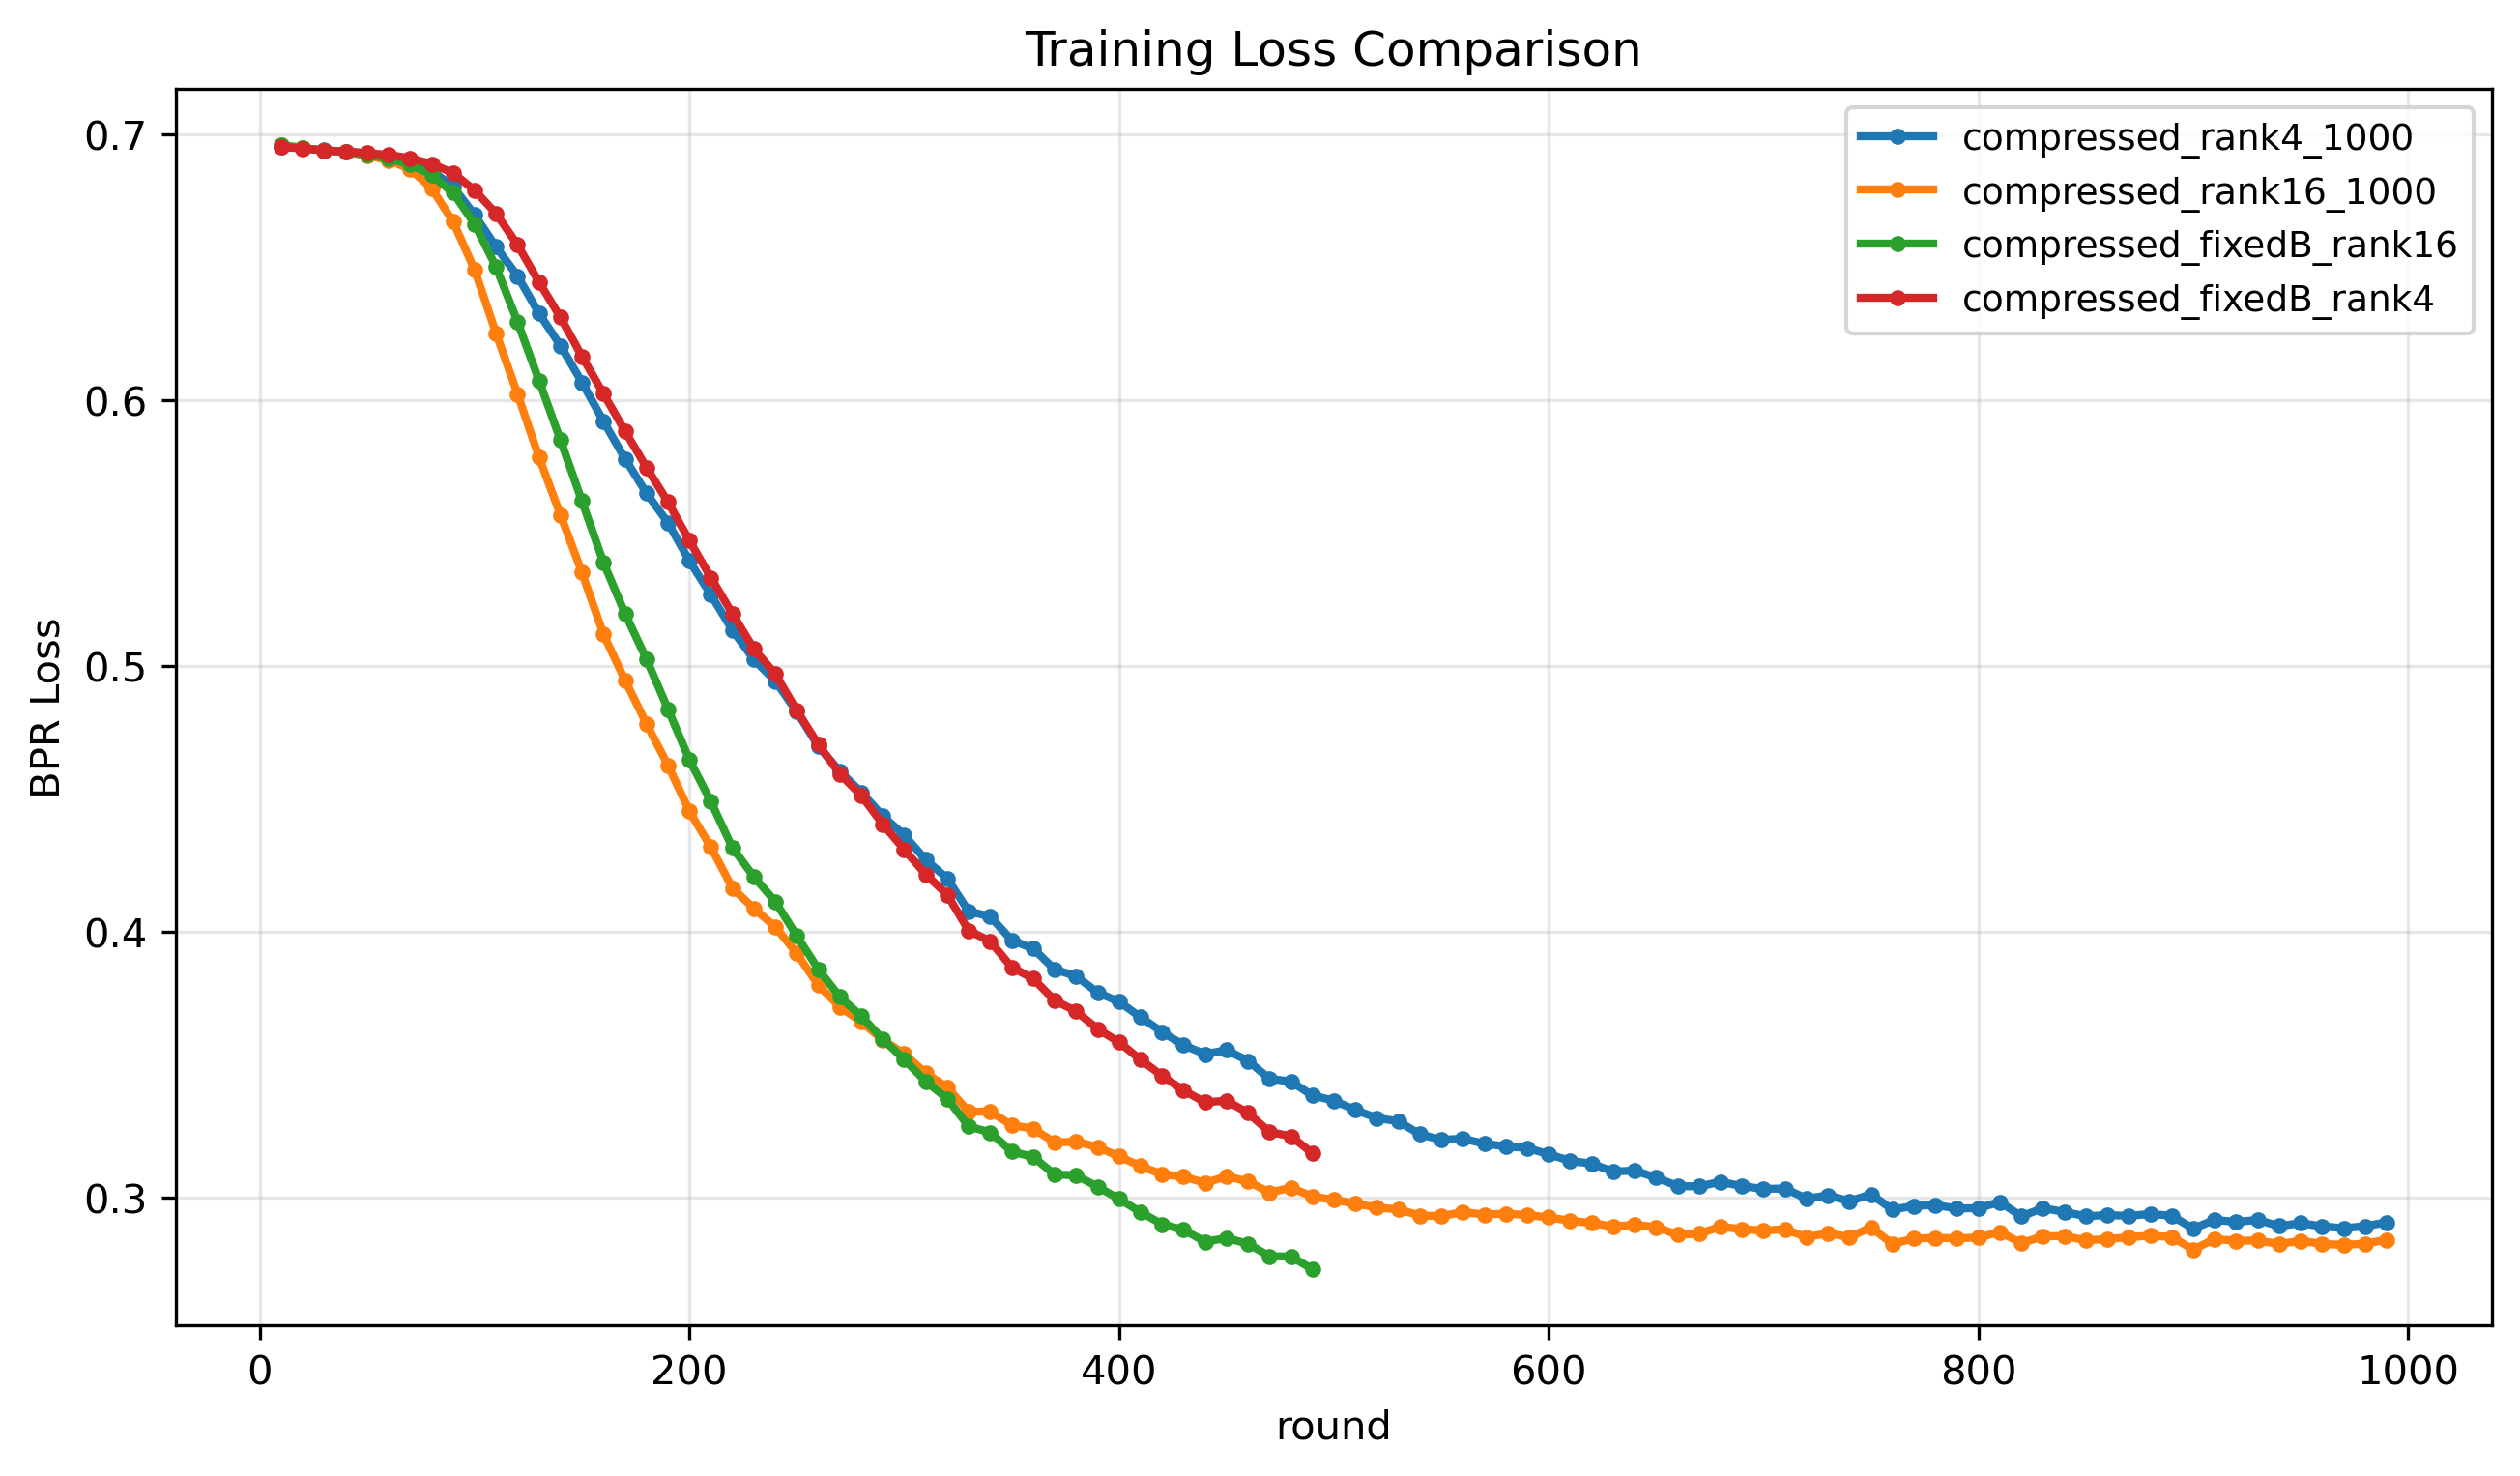 Training Loss Comparison
compressed_rank4_1000
compressed_rank16_1000
compressed_fixedB_rank16
compressed_fixedB_rank4
BPR Loss
0.7
0.6
0.5
0.4
0.3
0
200
400
600
800
1000
round